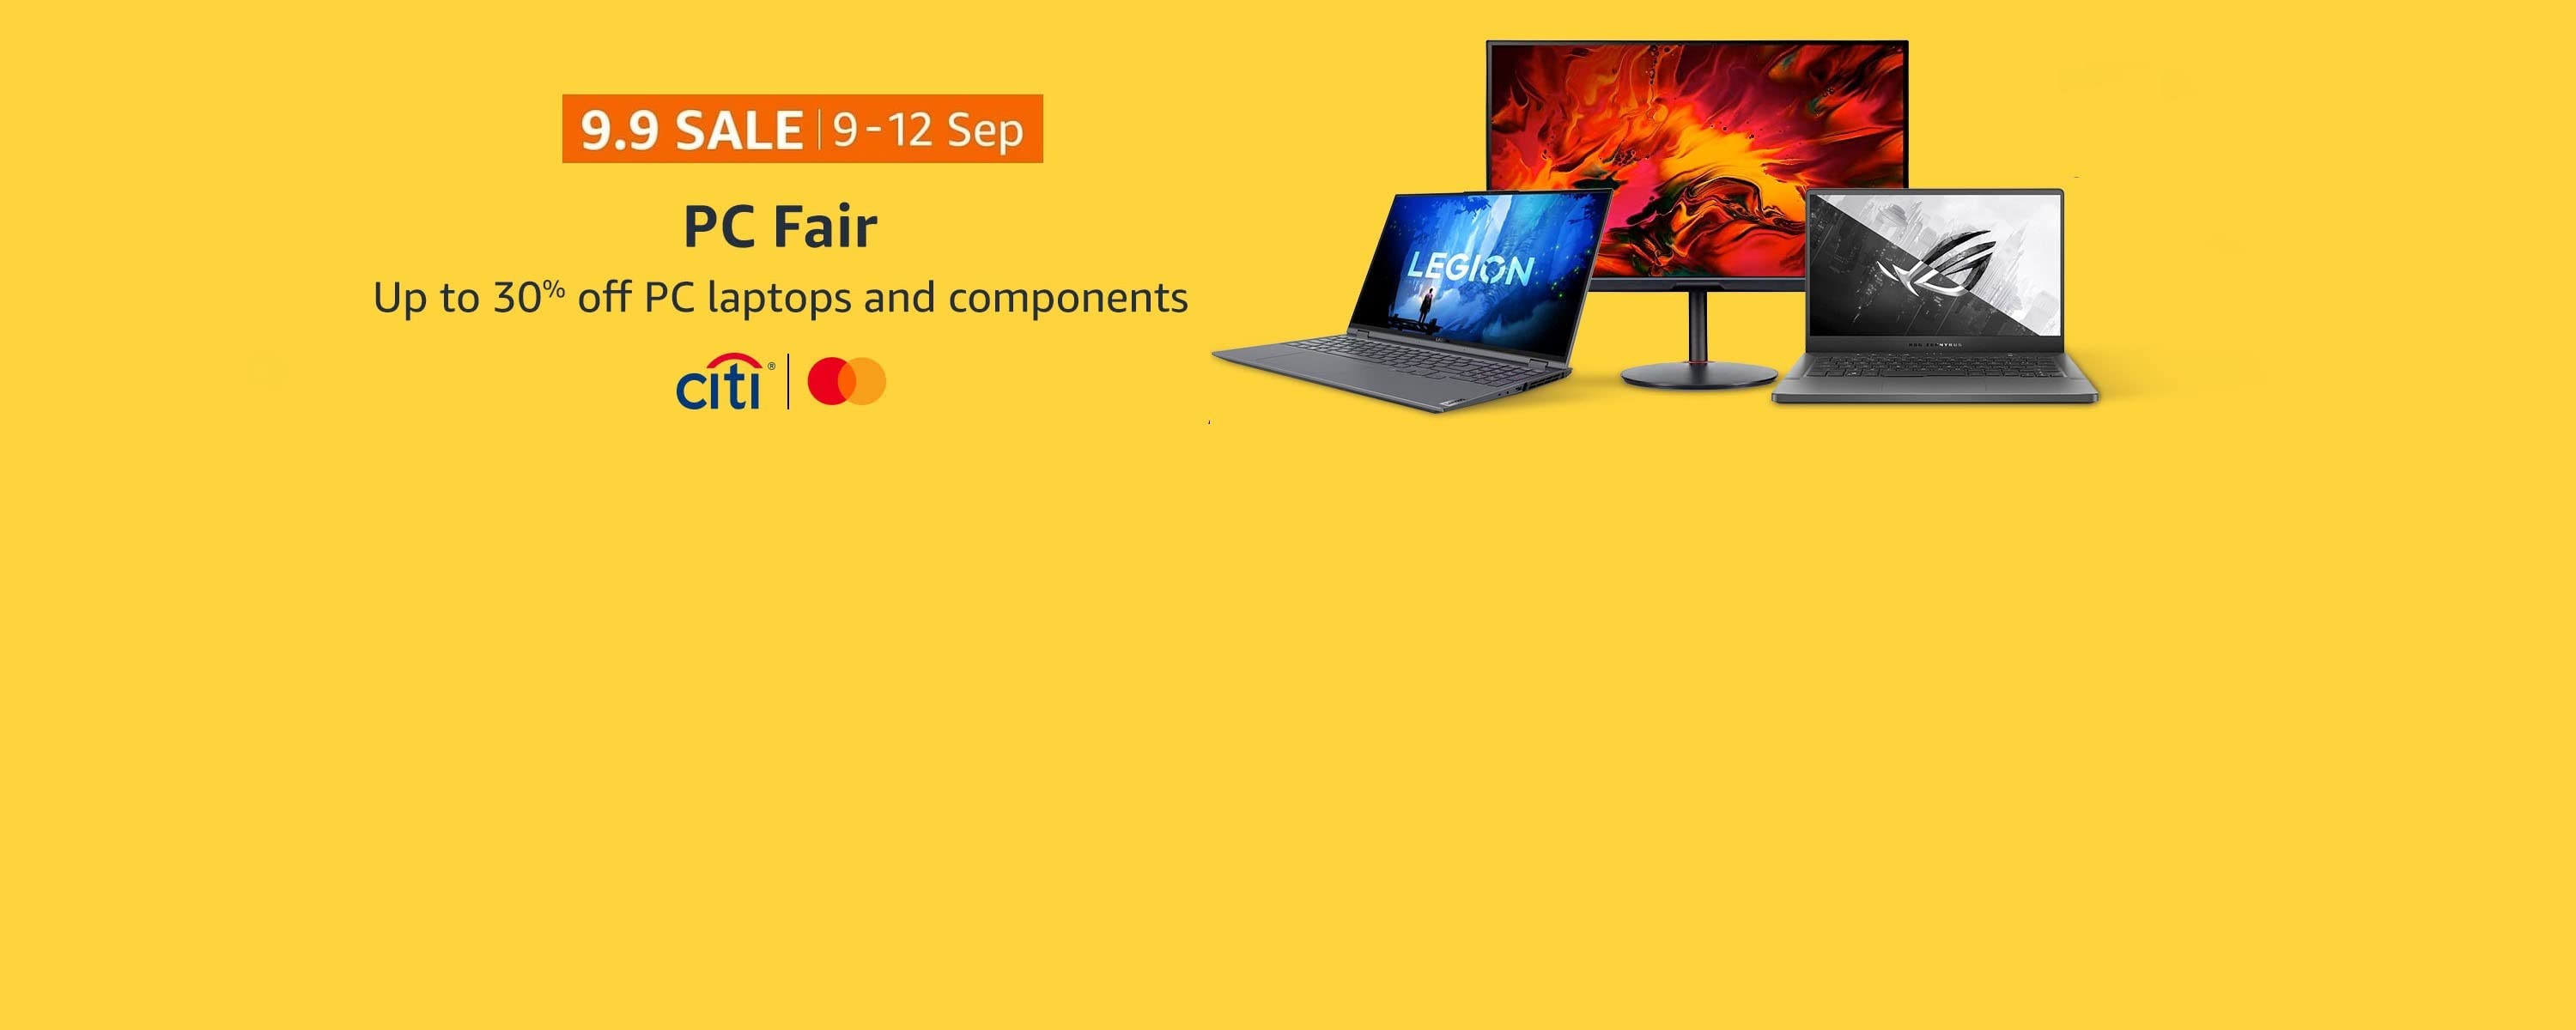 9.9 SALE | 9-12 Sep
PC Fair
Up to 30% off PC laptops and components
citi®
LEGION